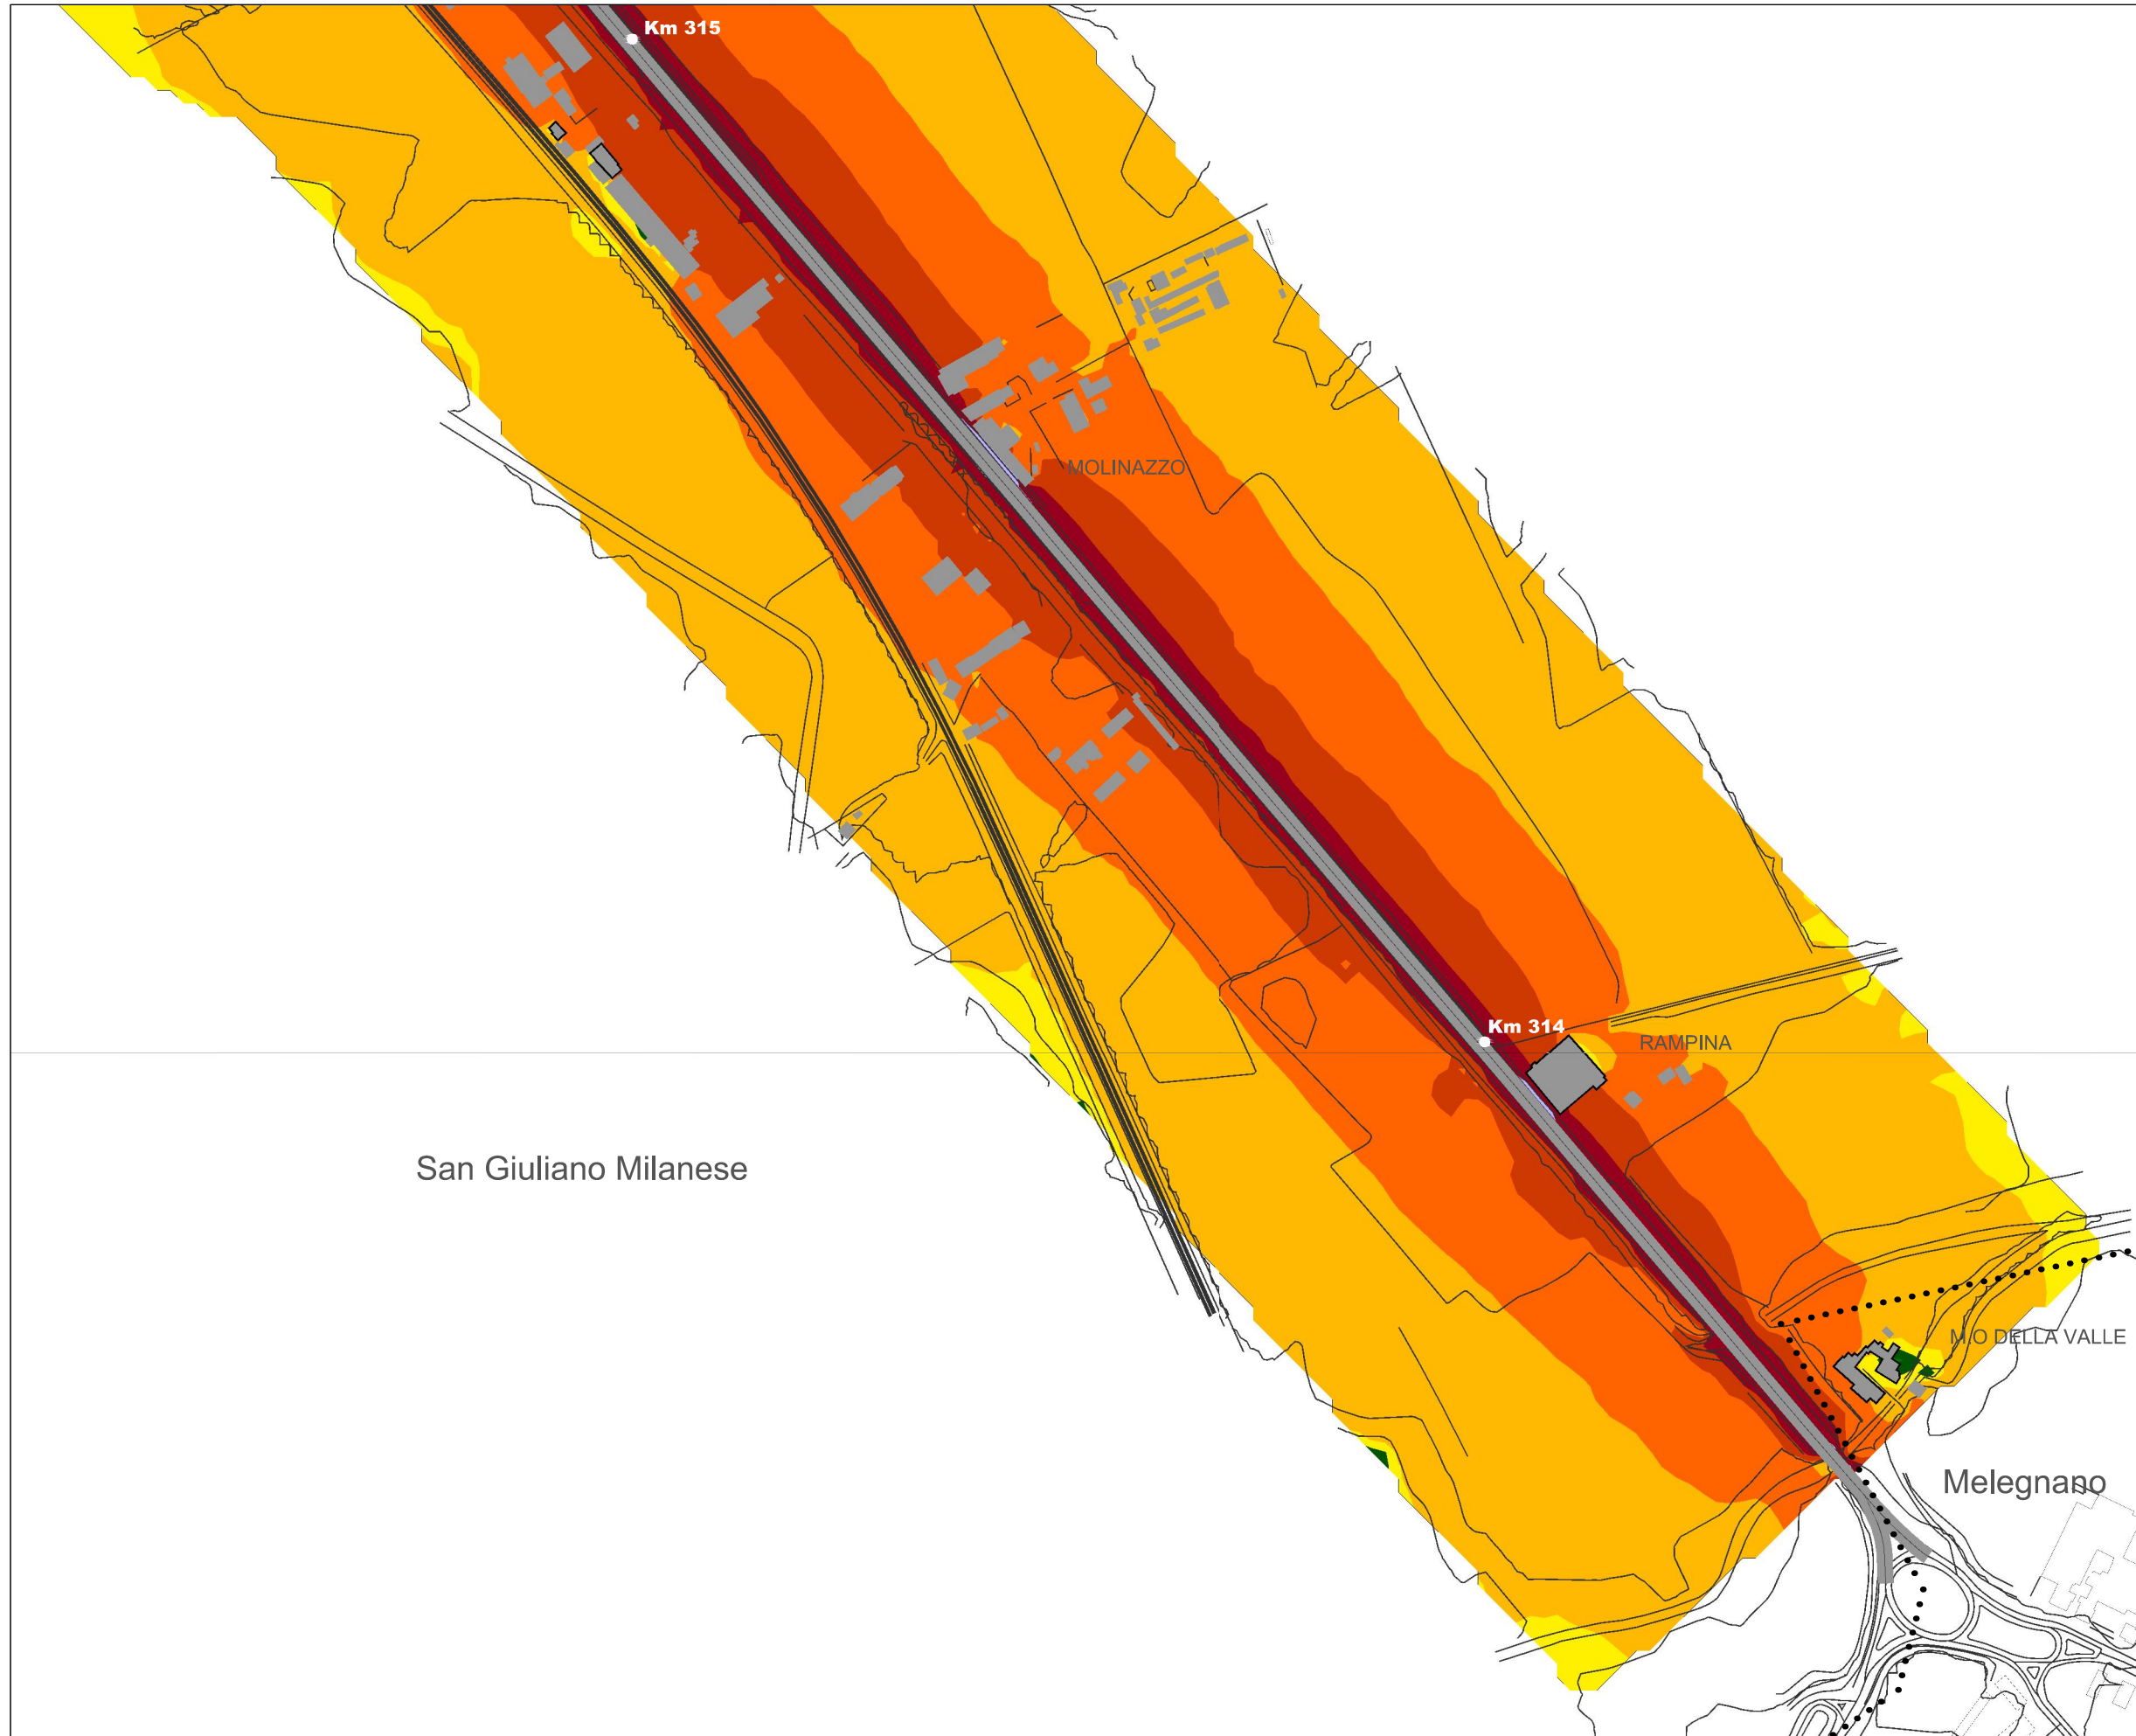 Km 315
MOLINAZZO
Km 314
RAMPINA
San Giuliano Milanese
M.O DELLA VALLE
Melegnano